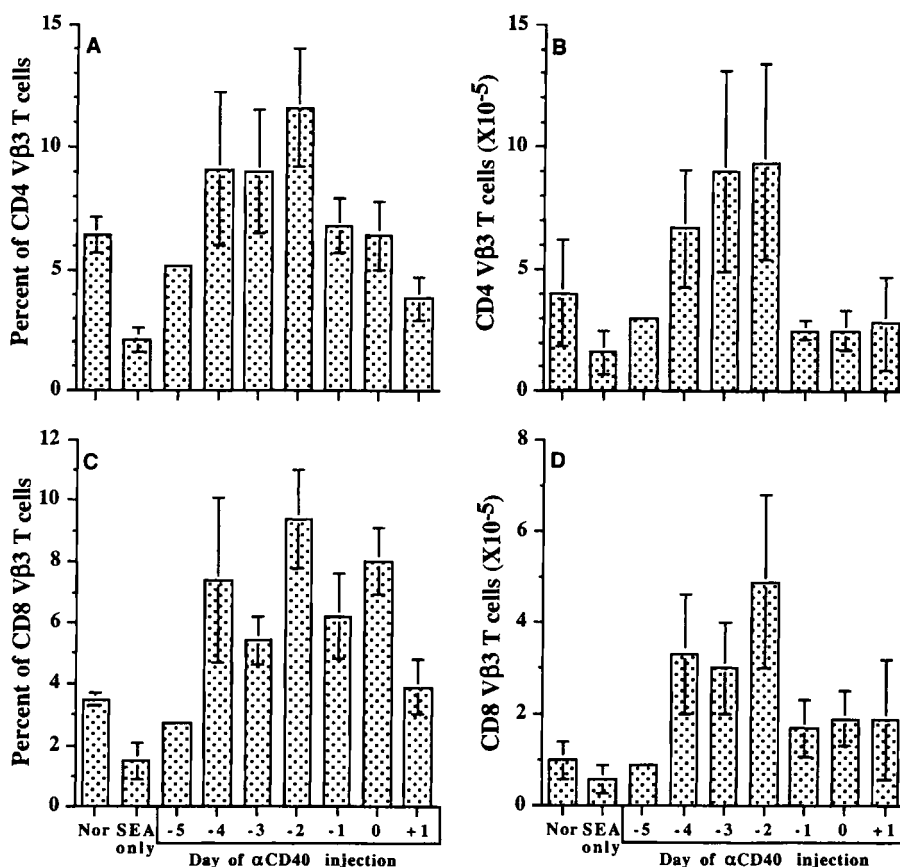 A
Percent of CD4 Vβ3 T cells
15
10
5
0
B
CD4 Vβ3 T cells (X10⁻⁵)
15
10
5
0
C
Percent of CD8 Vβ3 T cells
12
10
8
6
4
2
0
Nor SEA only -5 -4 -3 -2 -1 0 +1
Day of αCD40 injection
D
CD8 Vβ3 T cells (X10⁻⁵)
8
6
4
2
0
Nor SEA only -5 -4 -3 -2 -1 0 +1
Day of αCD40 injection